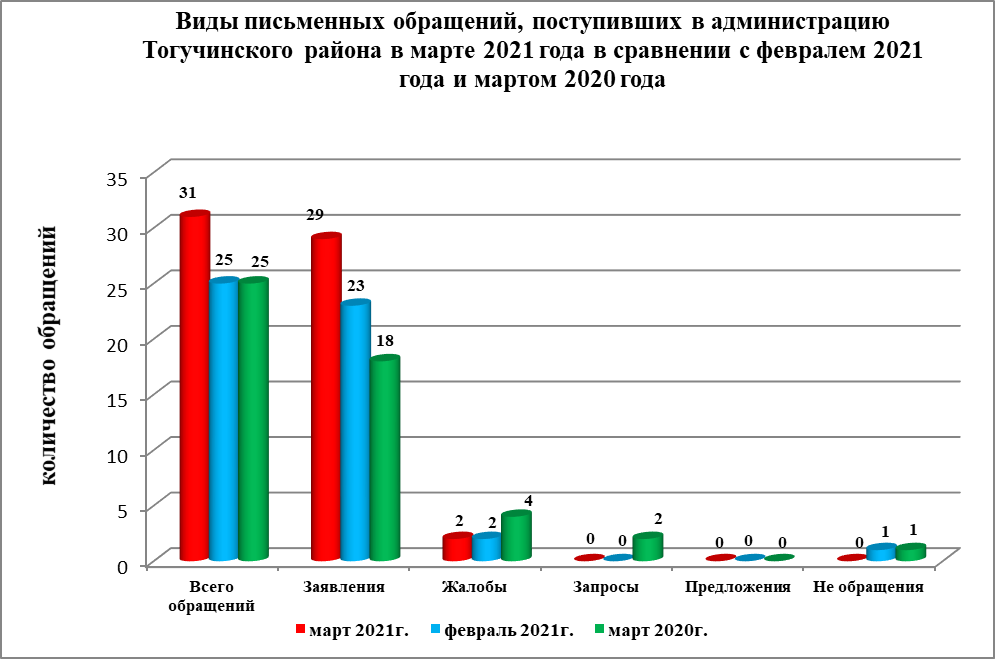 Виды письменных обращений, поступивших в администрацию
Тогучинского района в марте 2021 года в сравнении с февралем 2021
года и мартом 2020 года
количество обращений
35
30
25
20
15
10
5
0
31
25
25
29
23
18
2
2
4
0
0
2
0
0
0
0
1
1
Всего
обращений
Заявления
Жалобы
Запросы
Предложения
Не обращения
март 2021г.
февраль 2021г.
март 2020г.